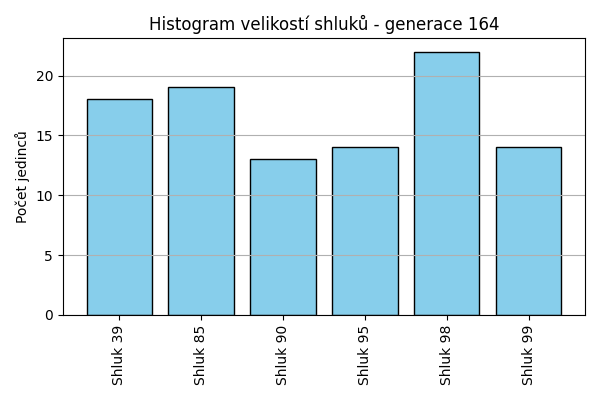 Histogram velikostí shluků - generace 164
Počet jedinců
20
15
10
5
0
Shluk 39
Shluk 85
Shluk 90
Shluk 95
Shluk 98
Shluk 99